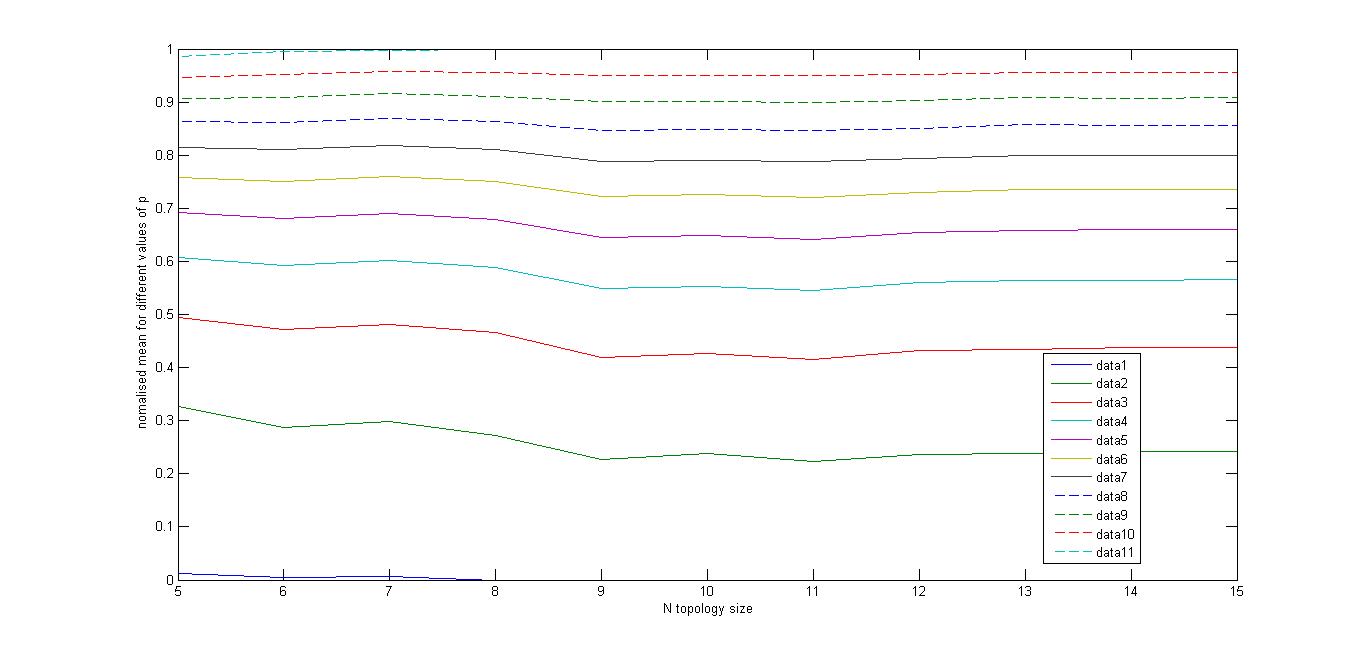 1
0.9
0.8
0.7
0.6
0.5
0.4
0.3
0.2
0.1
0
nomalised mean for different values of p
5 6 7 8 9 10 11 12 13 14 15
N topology size
data1
data2
data3
data4
data5
data6
data7
data8
data9
data10
data11